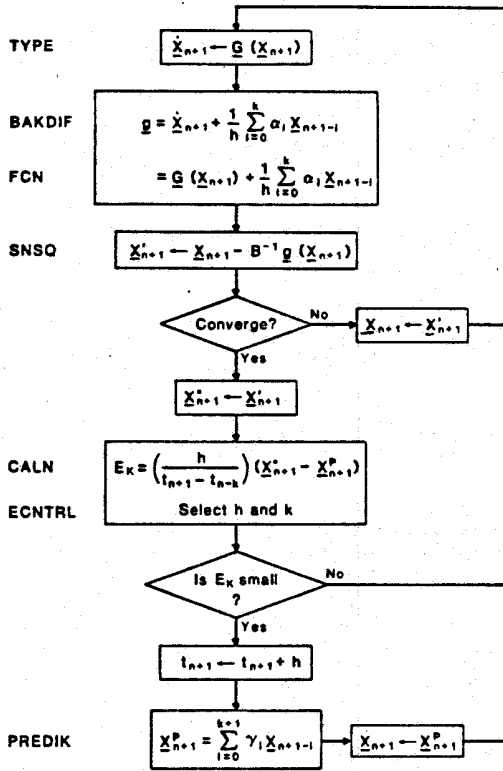 TYPE
Ẋ_{n+1} ← G (X_{n+1})
BAKDIF
g = Ẋ_{n+1} + 1/h ∑_{i=0}^{k} α_i X_{n+1-i}
FCN
= G (X_{n+1}) + 1/h ∑_{i=0}^{k} α_i X_{n+1-i}
SNSQ
X'_{n+1} ← X_{n+1} - B^{-1} g (X_{n+1})
Converge?
No
X_{n+1} ← X'_{n+1}
Yes
X^*_{n+1} ← X'_{n+1}
CALN
E_K = (h / (t_{n+1} - t_{n-k})) (X^*_{n+1} - X^P_{n+1})
ECNTRL
Select h and k
Is E_K small
?
No
Yes
t_{n+1} ← t_{n+1} + h
PREDIK
X^P_{n+1} = ∑_{i=0}^{k+1} γ_i X_{n+1-i}
X_{n+1} ← X^P_{n+1}